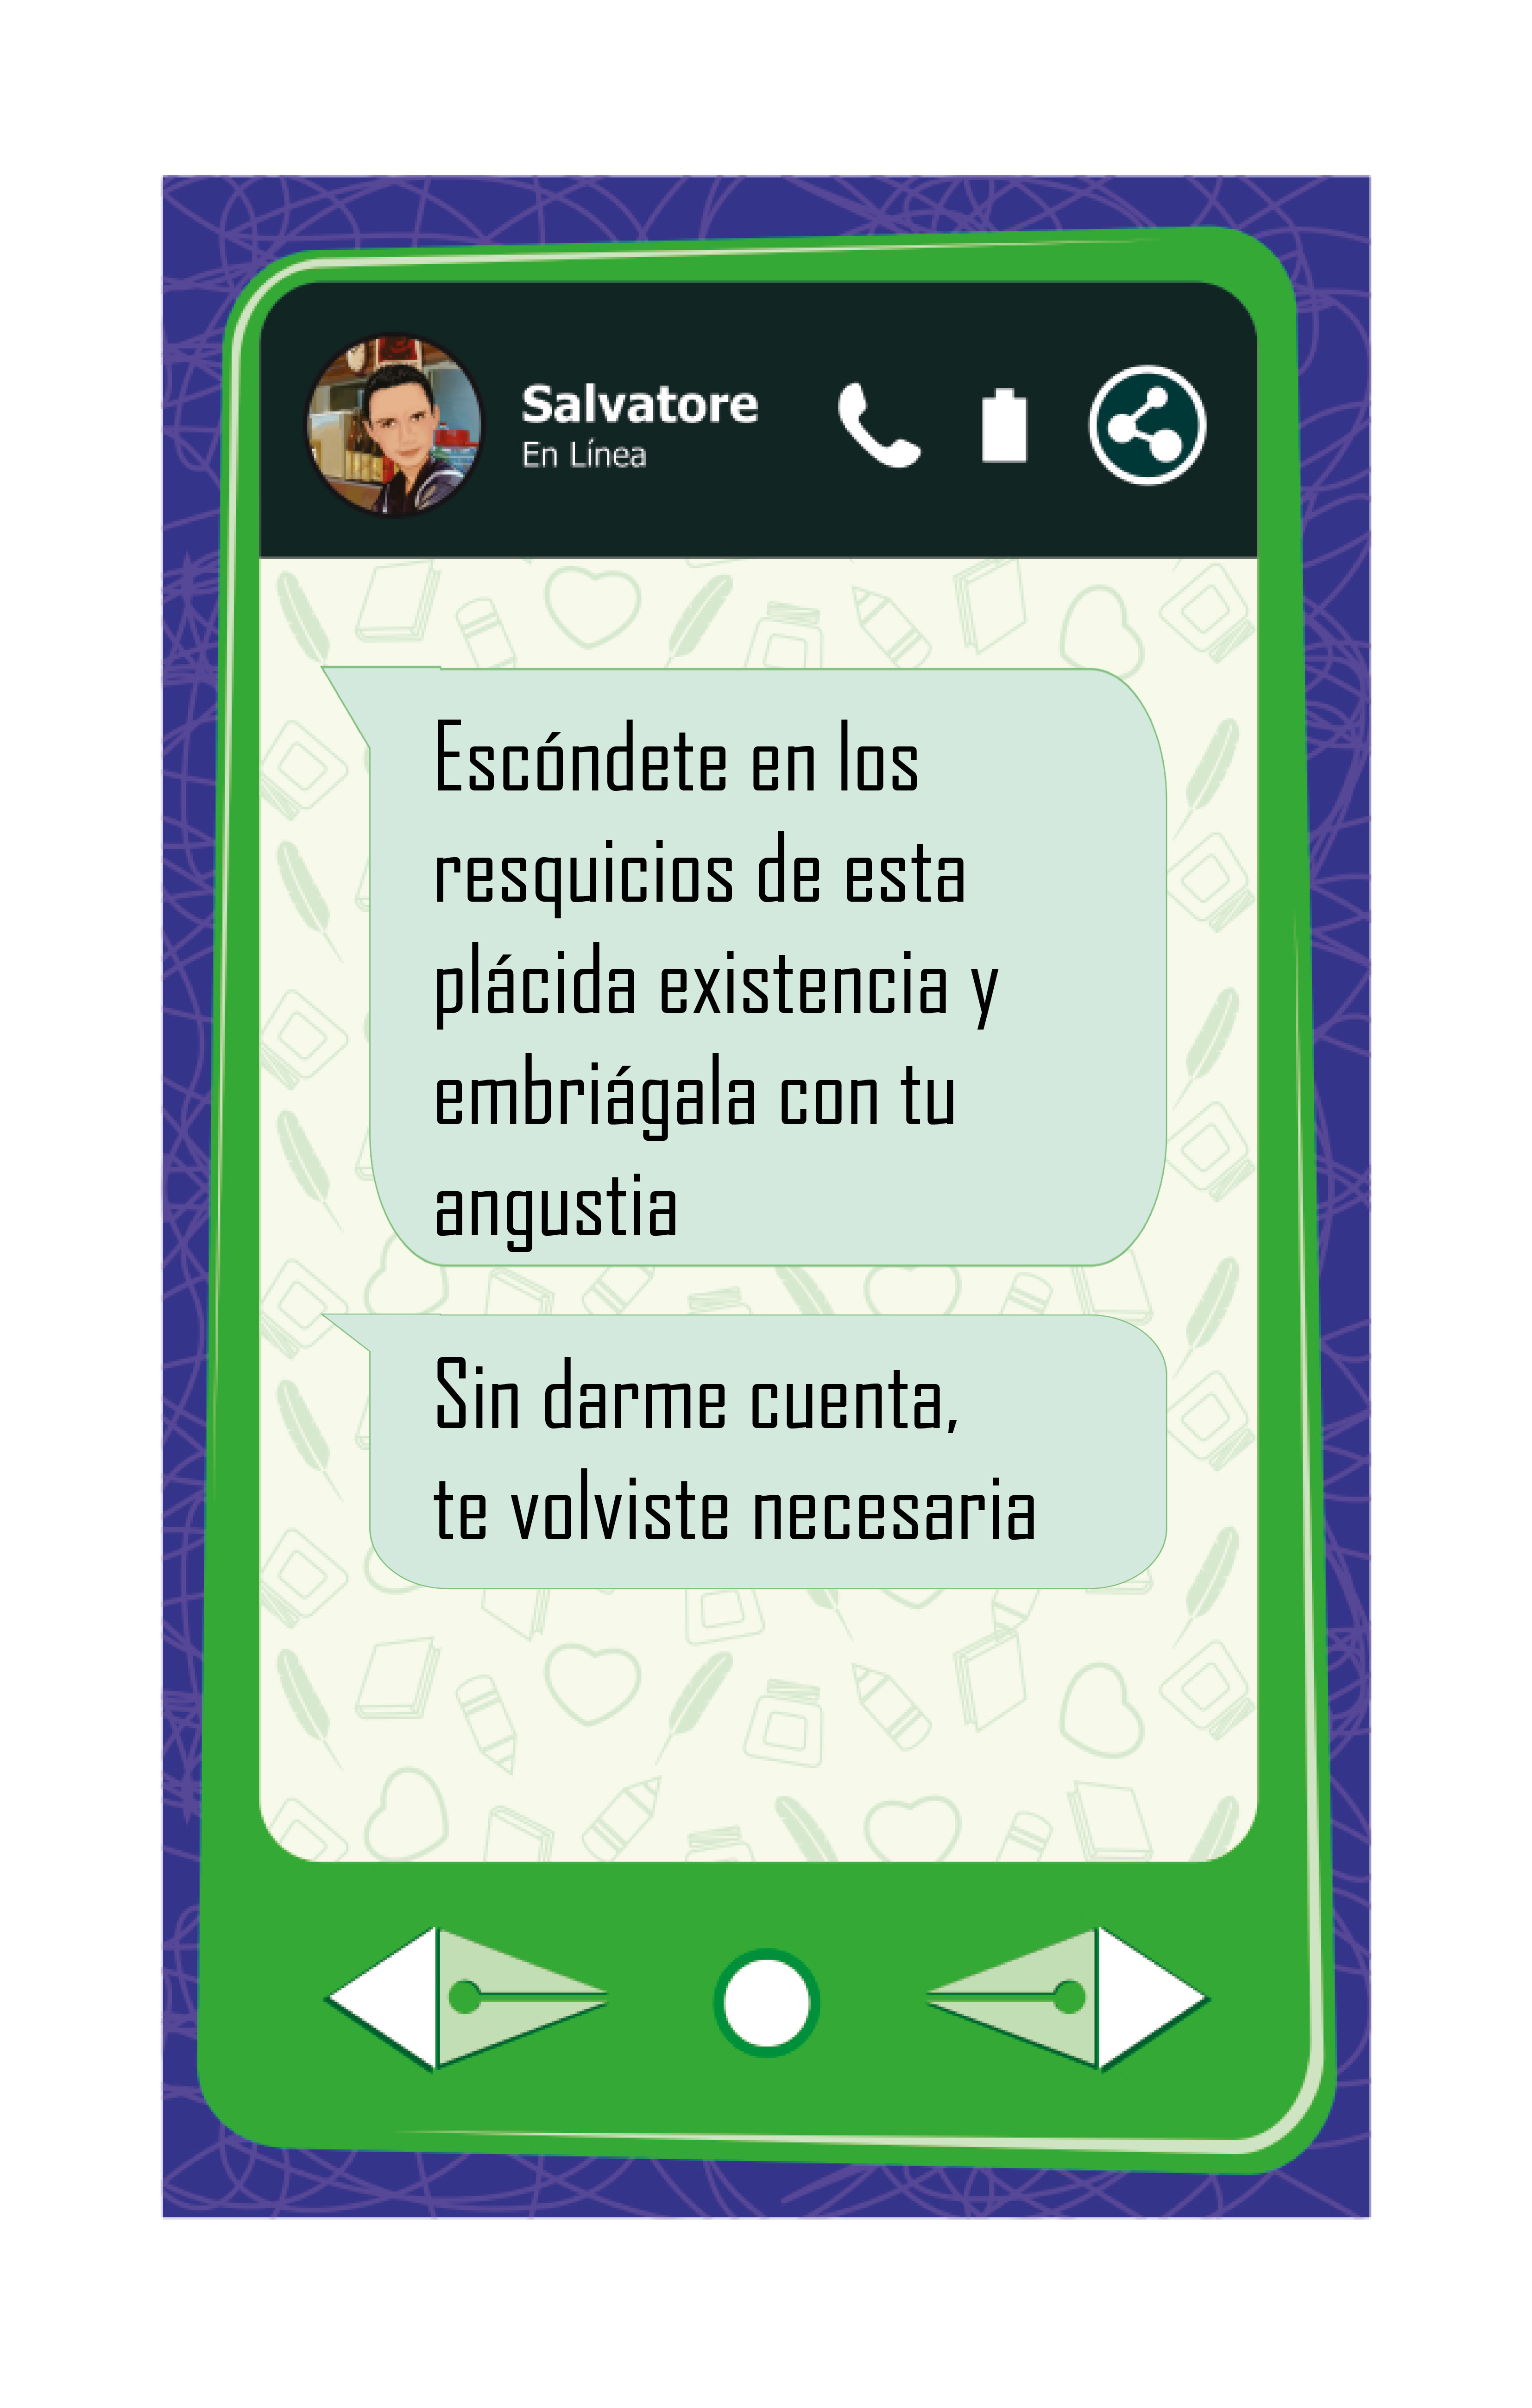 Salvatore
En Línea
Escóndete en los
resquicios de esta
plácida existencia y
embriágala con tu
angustia
Sin darme cuenta,
te volviste necesaria